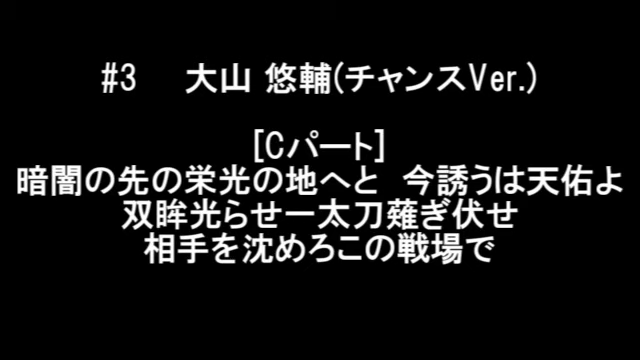 #3　大山 悠輔(チャンスVer.)
[Cパート]
暗闇の先の栄光の地へと　今誘うは天佑よ
双眸光らせ一太刀薙ぎ伏せ
相手を沈めろこの戦場で